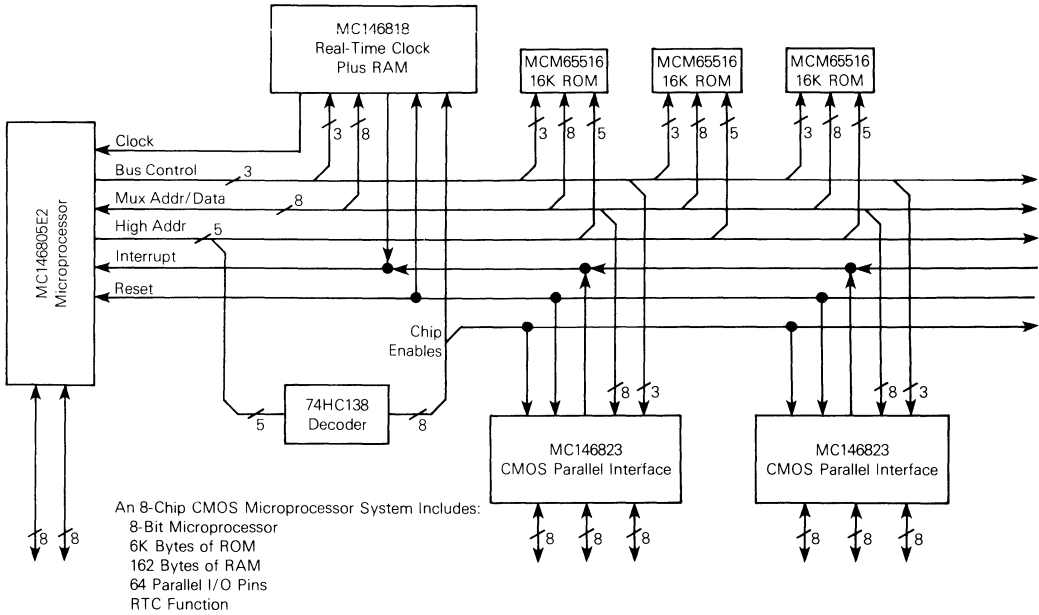 MC146818
Real-Time Clock
Plus RAM
MCM65516
16K ROM
MCM65516
16K ROM
MCM65516
16K ROM
3
8
3
8
5
3
8
5
3
8
5
MC146805E2
Microprocessor
Clock
Bus Control
3
Mux Addr/Data
8
High Addr
5
Interrupt
Reset
Chip
Enables
5
74HC138
Decoder
8
8
3
8
3
MC146823
CMOS Parallel Interface
MC146823
CMOS Parallel Interface
8
8
8
8
8
8
8
8
An 8-Chip CMOS Microprocessor System Includes:
8-Bit Microprocessor
6K Bytes of ROM
162 Bytes of RAM
64 Parallel I/O Pins
RTC Function